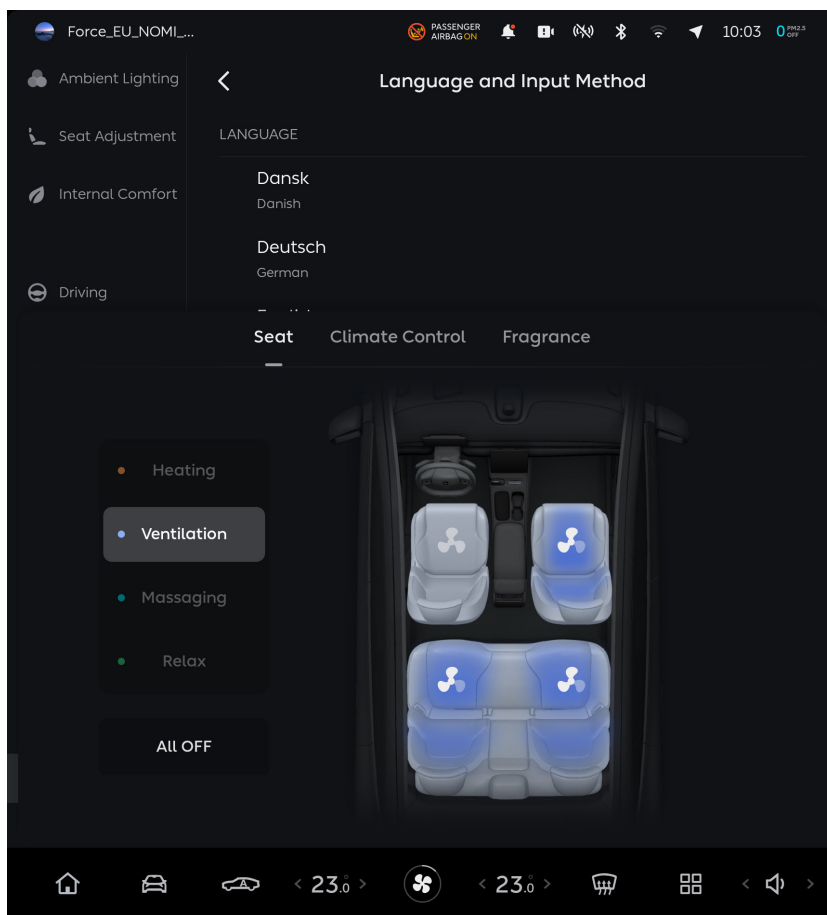 Force_EU_NOMI_...
PASSENGER
AIRBAG ON
10:03
0 PM2.5
OFF
Ambient Lighting
Language and Input Method
Seat Adjustment
LANGUAGE
Dansk
Danish
Internal Comfort
Deutsch
German
Driving
Seat
Climate Control
Fragrance
Heating
Ventilation
Massaging
Relax
All OFF
A
< 23.0 >
< 23.0 >